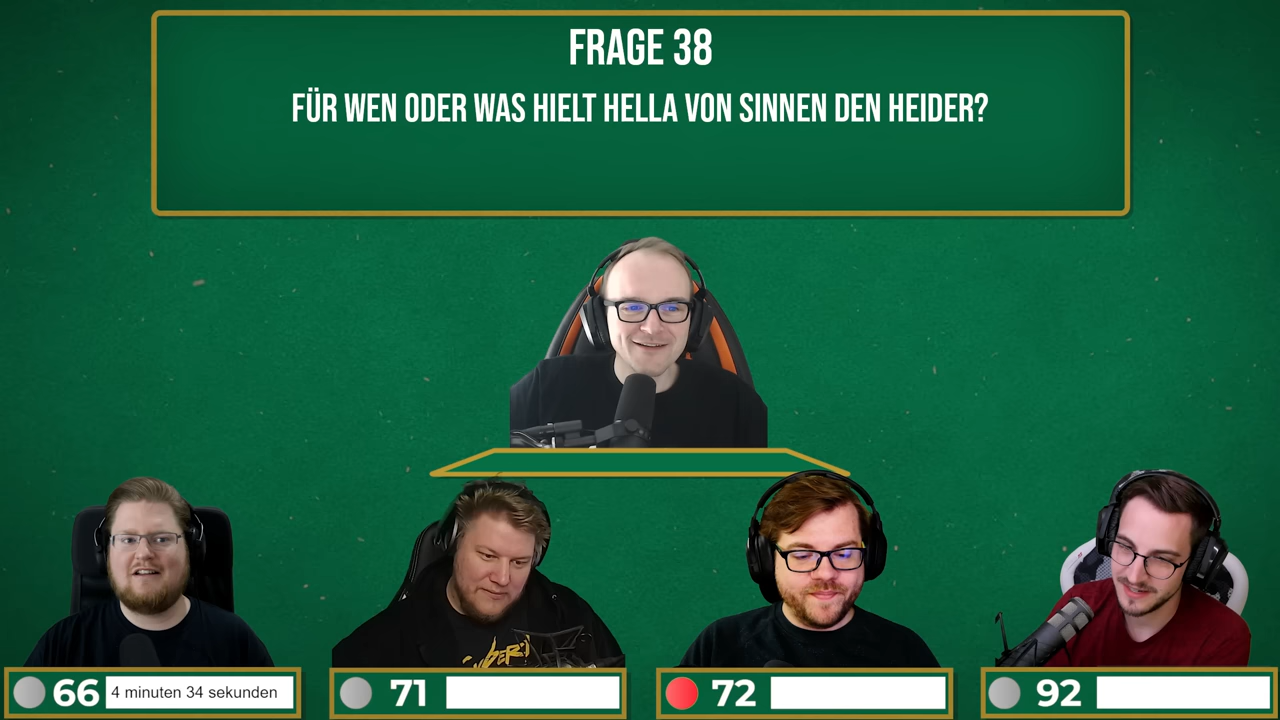 FRAGE 38
FÜR WEN ODER WAS HIELT HELLA VON SINNEN DEN HEIDER?
66 4 minuten 34 sekunden
71
72
92